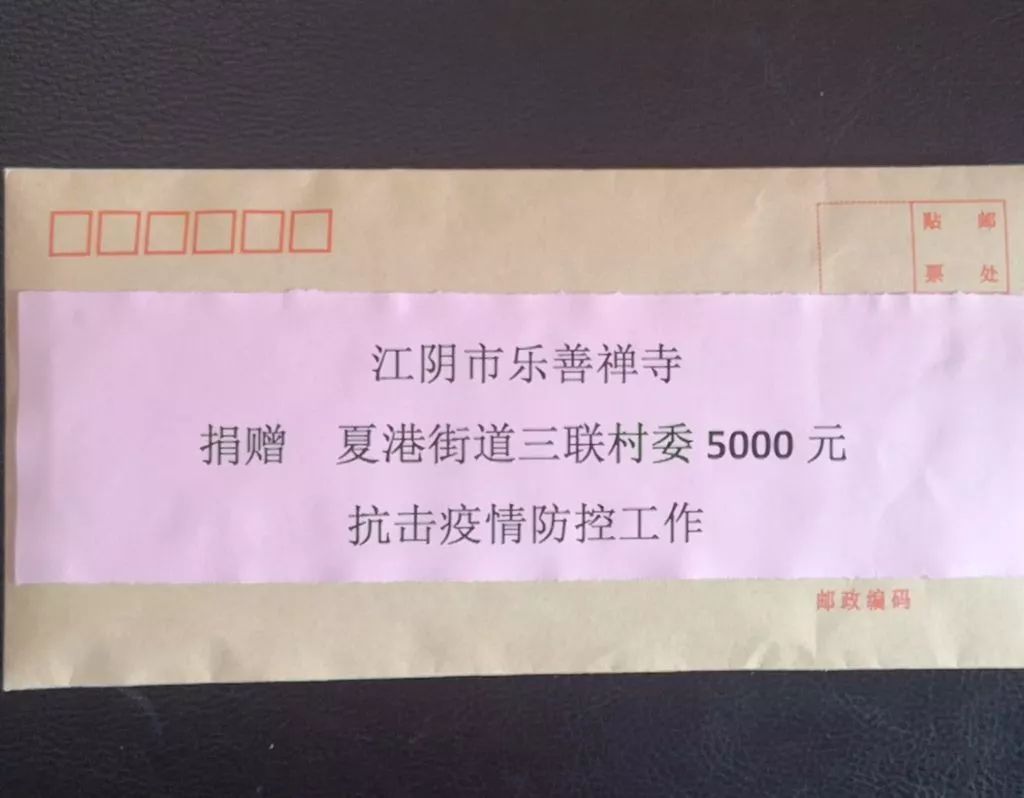 贴 邮
票 处
江阴市乐善禅寺
捐赠 夏港街道三联村委 5000 元
抗击疫情防控工作
邮政编码